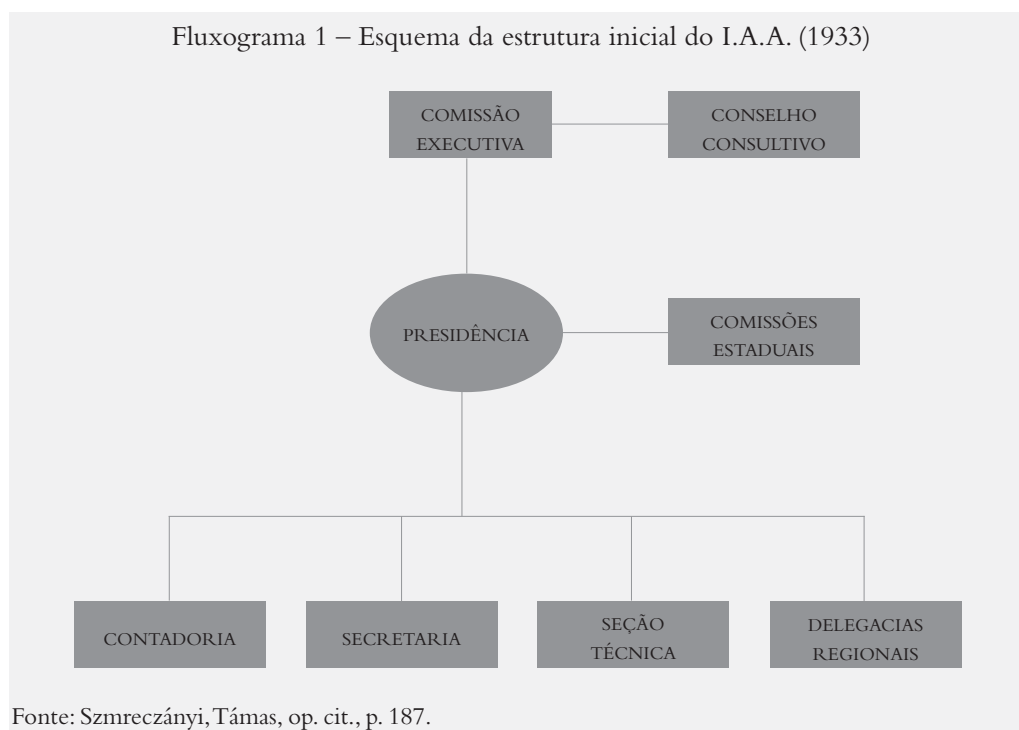 Fluxograma 1 – Esquema da estrutura inicial do I.A.A. (1933)
COMISSÃO
EXECUTIVA
CONSELHO
CONSULTIVO
PRESIDÊNCIA
COMISSÕES
ESTADUAIS
CONTADORIA
SECRETARIA
SEÇÃO
TÉCNICA
DELEGACIAS
REGIONAIS
Fonte: Szmreczányi, Támas, op. cit., p. 187.